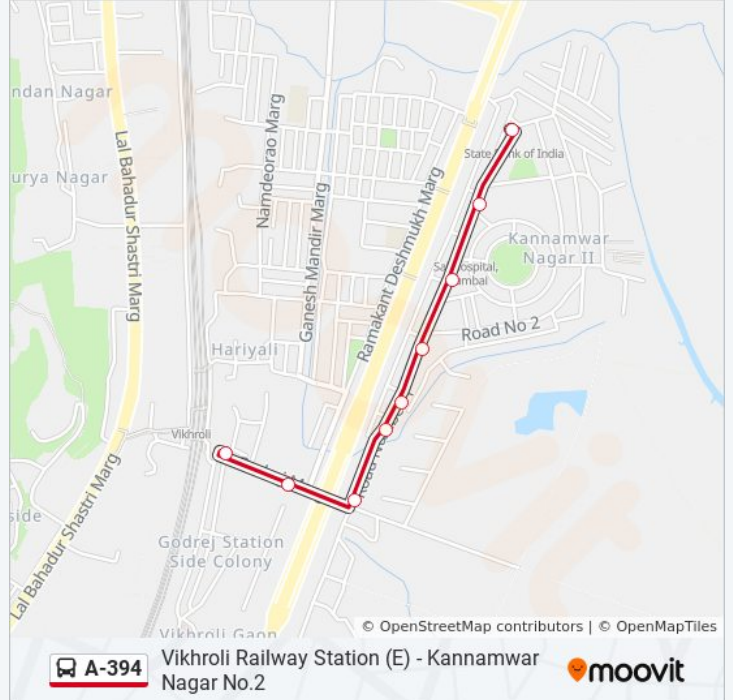 ndan Nagar
Lal Bahadur Shastri Marg
urya Nagar
Namdeorao Marg
Ganesh Mandir Marg
Ramakant Deshmukh Marg
State of India
Kannamwar
Nagar II
Road No 2
Hariyali
Vikhroli
Lal Bahadur Shastri Marg
side
Godrej Station
Side Colony
Vikhroli Gaon
© OpenStreetMap contributors | © OpenMapTiles
A-394
Vikhroli Railway Station (E) - Kannamwar
Nagar No.2
moovit